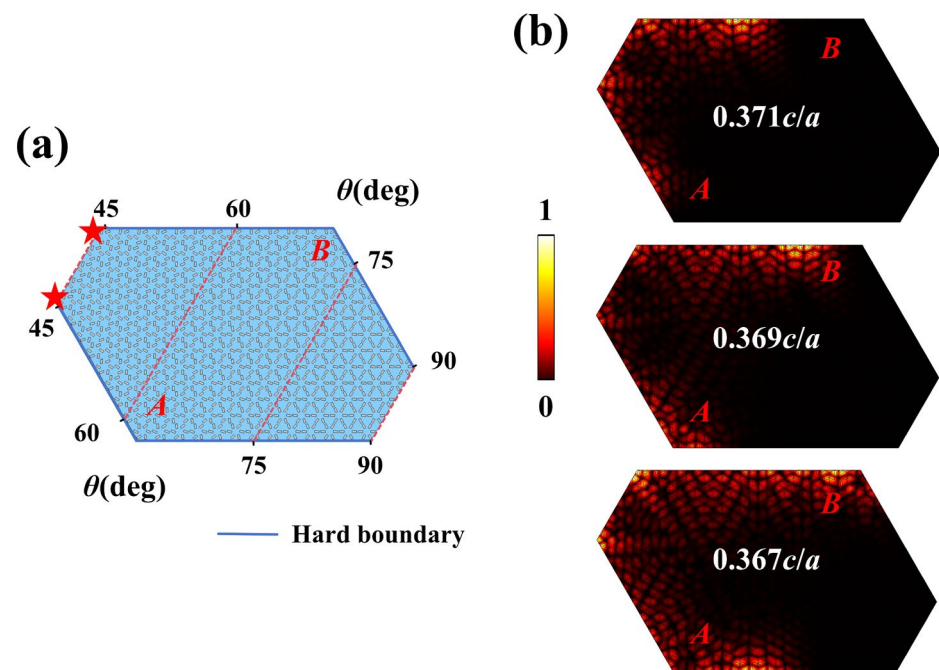 (a)
45
60
θ(deg)
B
75
45
90
A
60
75
90
θ(deg)
Hard boundary
(b)
1
0
B
0.371c/a
A
B
0.369c/a
A
B
0.367c/a
A